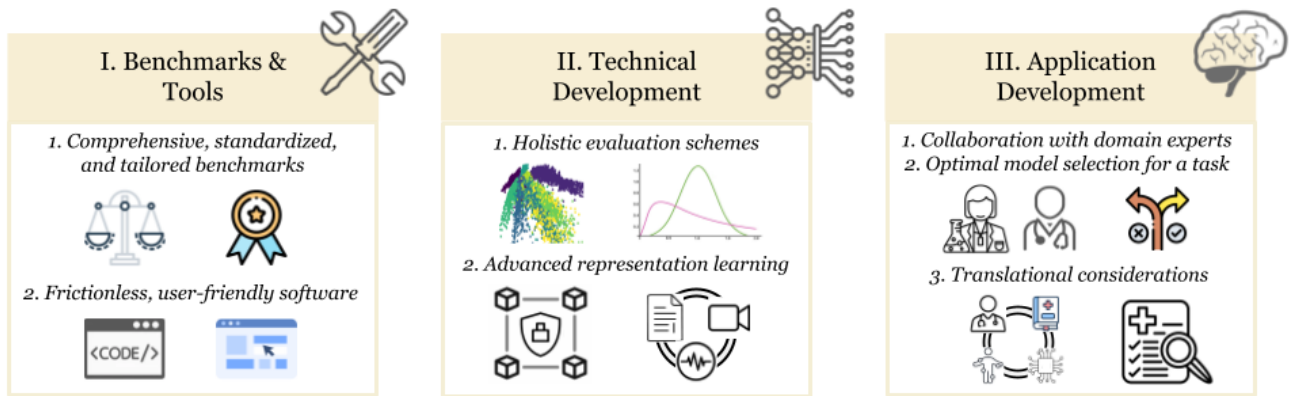 I. Benchmarks &
Tools
1. Comprehensive, standardized,
and tailored benchmarks
2. Frictionless, user-friendly software
<CODE/>
II. Technical
Development
1. Holistic evaluation schemes
2. Advanced representation learning
III. Application
Development
1. Collaboration with domain experts
2. Optimal model selection for a task
3. Translational considerations